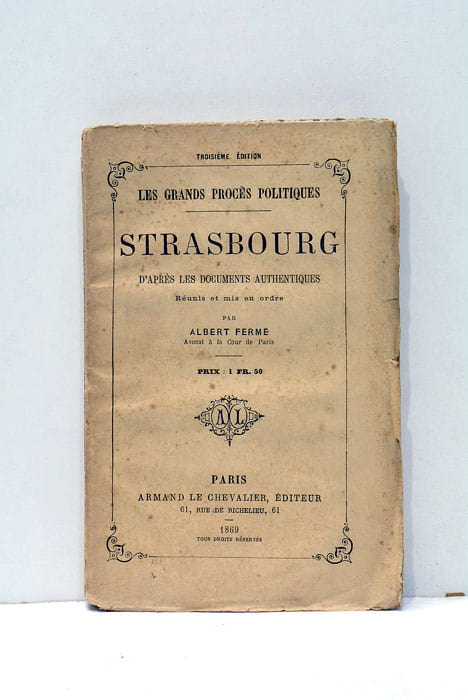 TROISIÈME ÉDITION
LES GRANDS PROCÈS POLITIQUES
STRASBOURG
D'APRÈS LES DOCUMENTS AUTHENTIQUES
Réunis et mis en ordre
PAR
ALBERT FERMÉ
Avocat à la Cour de Paris
PRIX : 1 FR. 50
AL
PARIS
ARMAND LE CHEVALIER, ÉDITEUR
61, RUE DE RICHELIEU, 61
1869
TOUS DROITS RÉSERVÉS